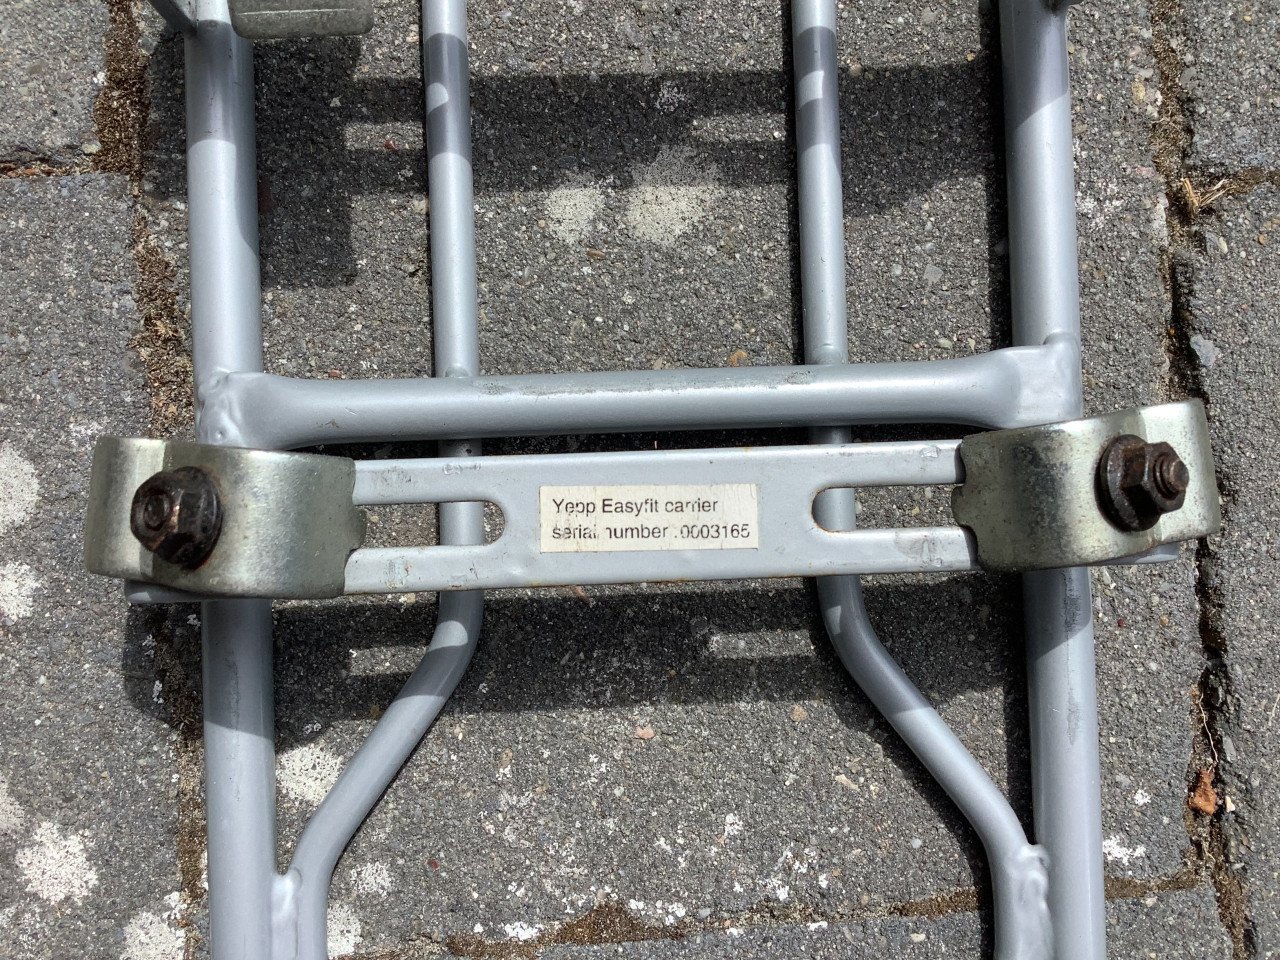 Yepp Easyfit carrier
serial number :0003165